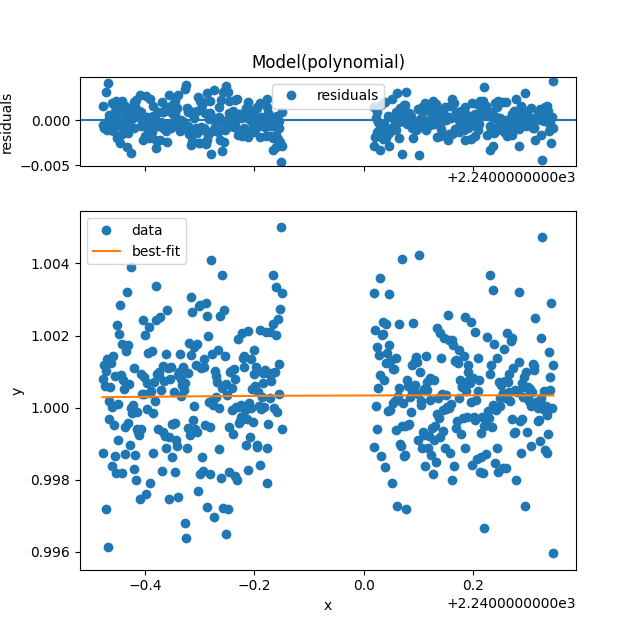 Model(polynomial)
residuals
0.000
−0.005
residuals
+2.2400000000e3
data
best-fit
1.004
1.002
1.000
0.998
0.996
y
−0.4
−0.2
0.0
0.2
x
+2.2400000000e3